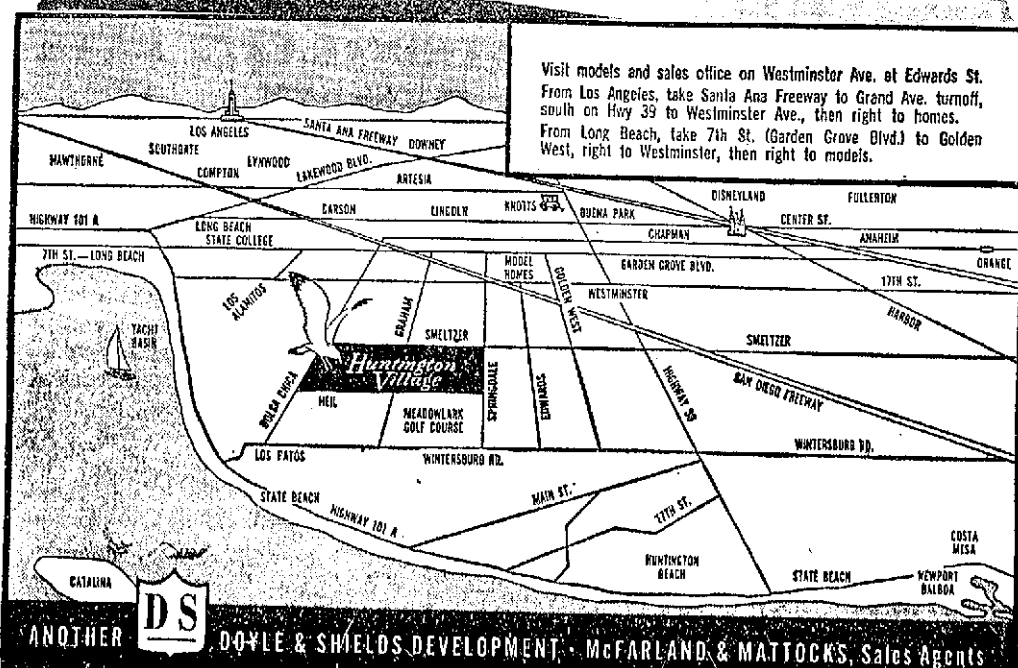 Visit models and sales office on Westminster Ave. at Edwards St.
From Los Angeles, take Santa Ana Freeway to Grand Ave. turnoff,
south on Hwy 39 to Westminster Ave., then right to homes.
From Long Beach, take 7th St. (Garden Grove Blvd.) to Golden
West, right to Westminster, then right to models.
LOS ANGELES
SANTA ANA FREEWAY
DOWNEY
HAWTHORNE
SOUTHGATE
LYNWOOD
COMPTON
LAKEWOOD BLVD.
ARTESIA
DISNEYLAND
FULLERTON
HIGHWAY 101 A
CARSON
LINCOLN
KNOTTS
BUENA PARK
CENTER ST.
LONG BEACH
STATE COLLEGE
CHAPMAN
ANAHEIM
7TH ST.—LONG BEACH
MODEL
HOMES
GARDEN GROVE BLVD.
ORANGE
LOS
ALAMITOS
GOLDEN WEST
WESTMINSTER
17TH ST.
YACHT
BASIN
GRAHAM
SMELTZER
SMELTZER
HARBOR
Huntington
Village
BOLSA CHICA
HEIL
MEADOWLARK
GOLF COURSE
SPRINGDALE
EDWARDS
HIGHWAY 39
SAN DIEGO FREEWAY
LOS PATOS
WINTERSBURG RD.
WINTERSBURG RD.
STATE BEACH
HIGHWAY 101 A
MAIN ST.
17TH ST.
HUNTINGTON
BEACH
STATE BEACH
COSTA
MESA
NEWPORT
BALBOA
CATALINA
ANOTHER DS DOYLE & SHIELDS DEVELOPMENT · McFARLAND & MATTOCKS, Sales Agents